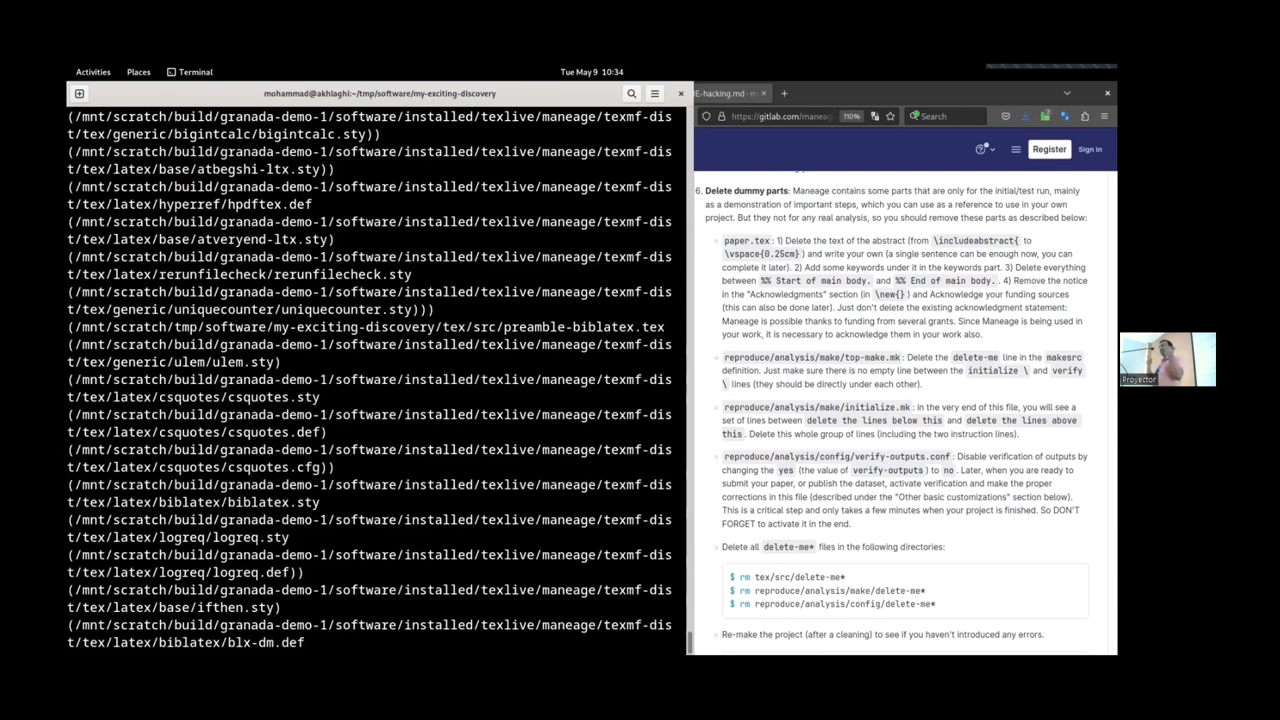 Activities Places Terminal Tue May 9 10:34
mohammad@akhlaghi:~/tmp/software/my-exciting-discovery
(/mnt/scratch/build/granada-demo-1/software/installed/texlive/maneage/texmf-dis
t/tex/generic/bigintcalc/bigintcalc.sty))
(/mnt/scratch/build/granada-demo-1/software/installed/texlive/maneage/texmf-dis
t/tex/latex/base/atbegshi-ltx.sty))
(/mnt/scratch/build/granada-demo-1/software/installed/texlive/maneage/texmf-dis
t/tex/latex/hyperref/hpdftex.def
(/mnt/scratch/build/granada-demo-1/software/installed/texlive/maneage/texmf-dis
t/tex/latex/base/atveryend-ltx.sty)
(/mnt/scratch/build/granada-demo-1/software/installed/texlive/maneage/texmf-dis
t/tex/latex/rerunfilecheck/rerunfilecheck.sty
(/mnt/scratch/build/granada-demo-1/software/installed/texlive/maneage/texmf-dis
t/tex/generic/uniquecounter/uniquecounter.sty)))
(/mnt/scratch/tmp/software/my-exciting-discovery/tex/src/preamble-biblatex.tex
(/mnt/scratch/build/granada-demo-1/software/installed/texlive/maneage/texmf-dis
t/tex/generic/ulem/ulem.sty)
(/mnt/scratch/build/granada-demo-1/software/installed/texlive/maneage/texmf-dis
t/tex/latex/csquotes/csquotes.sty
(/mnt/scratch/build/granada-demo-1/software/installed/texlive/maneage/texmf-dis
t/tex/latex/csquotes/csquotes.def)
(/mnt/scratch/build/granada-demo-1/software/installed/texlive/maneage/texmf-dis
t/tex/latex/csquotes/csquotes.cfg))
(/mnt/scratch/build/granada-demo-1/software/installed/texlive/maneage/texmf-dis
t/tex/latex/biblatex/biblatex.sty
(/mnt/scratch/build/granada-demo-1/software/installed/texlive/maneage/texmf-dis
t/tex/latex/logreq/logreq.sty
(/mnt/scratch/build/granada-demo-1/software/installed/texlive/maneage/texmf-dis
t/tex/latex/logreq/logreq.def))
(/mnt/scratch/build/granada-demo-1/software/installed/texlive/maneage/texmf-dis
t/tex/latex/base/ifthen.sty)
(/mnt/scratch/build/granada-demo-1/software/installed/texlive/maneage/texmf-dis
t/tex/latex/biblatex/blx-dm.def
E-hacking.md - m
https://gitlab.com/maneag 110% Search
Register Sign in
6. Delete dummy parts: Maneage contains some parts that are only for the initial/test run, mainly
as a demonstration of important steps, which you can use as a reference to use in your own
project. But they not for any real analysis, so you should remove these parts as described below:
paper.tex: 1) Delete the text of the abstract (from \includeabstract{ to
\vspace{0.25cm}) and write your own (a single sentence can be enough now, you can
complete it later). 2) Add some keywords under it in the keywords part. 3) Delete everything
between %% Start of main body. and %% End of main body.. 4) Remove the notice
in the "Acknowledgments" section (in \new{}) and Acknowledge your funding sources
(this can also be done later). Just don't delete the existing acknowledgment statement:
Maneage is possible thanks to funding from several grants. Since Maneage is being used in
your work, it is necessary to acknowledge them in your work also.
reproduce/analysis/make/top-make.mk: Delete the delete-me line in the makesrc
definition. Just make sure there is no empty line between the initialize \ and verify
\ lines (they should be directly under each other).
reproduce/analysis/make/initialize.mk: in the very end of this file, you will see a
set of lines between delete the lines below this and delete the lines above
this. Delete this whole group of lines (including the two instruction lines).
reproduce/analysis/config/verify-outputs.conf: Disable verification of outputs by
changing the yes (the value of verify-outputs) to no. Later, when you are ready to
submit your paper, or publish the dataset, activate verification and make the proper
corrections in this file (described under the "Other basic customizations" section below).
This is a critical step and only takes a few minutes when your project is finished. So DON'T
FORGET to activate it in the end.
Delete all delete-me* files in the following directories:
$ rm tex/src/delete-me*
$ rm reproduce/analysis/make/delete-me*
$ rm reproduce/analysis/config/delete-me*
Re-make the project (after a cleaning) to see if you haven't introduced any errors.
Proyector